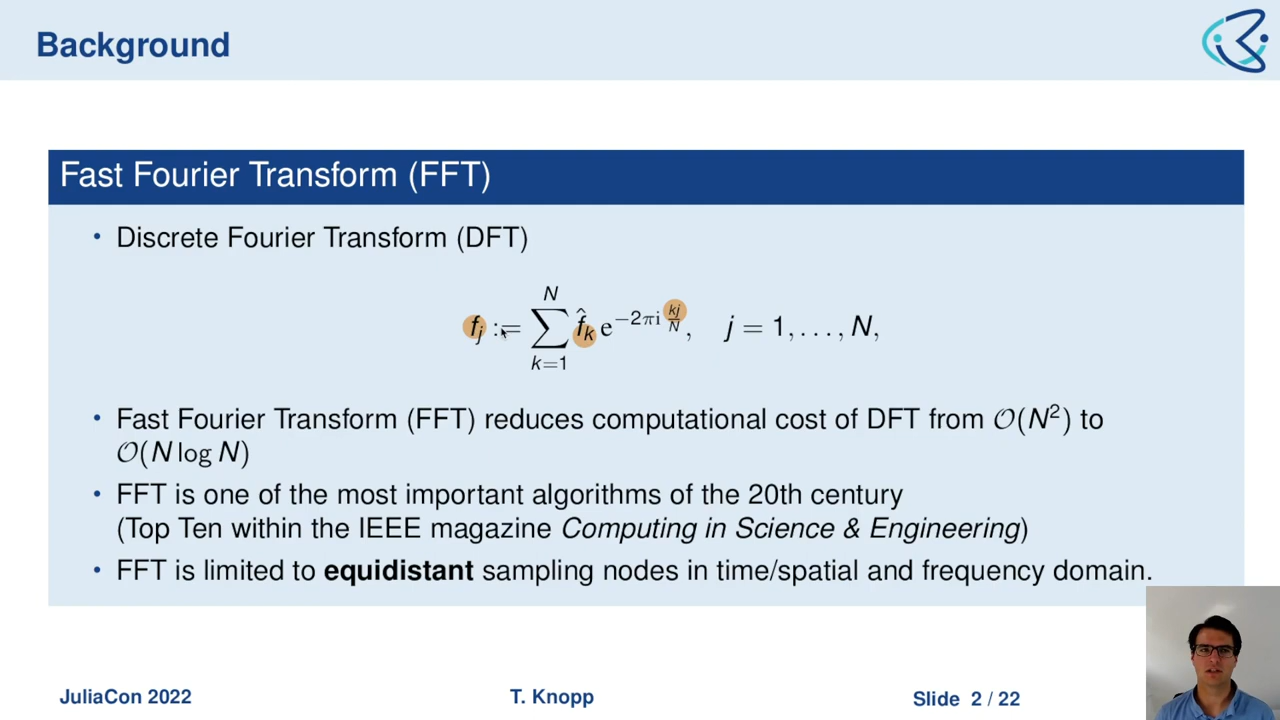 Background
Fast Fourier Transform (FFT)
• Discrete Fourier Transform (DFT)
f_j := \sum_{k=1}^{N} \hat{f}_k e^{-2πi \frac{kj}{N}}, j = 1, . . . , N,
• Fast Fourier Transform (FFT) reduces computational cost of DFT from 𝒪(N²) to
𝒪(N log N)
• FFT is one of the most important algorithms of the 20th century
(Top Ten within the IEEE magazine Computing in Science & Engineering)
• FFT is limited to equidistant sampling nodes in time/spatial and frequency domain.
JuliaCon 2022 T. Knopp Slide 2 / 22